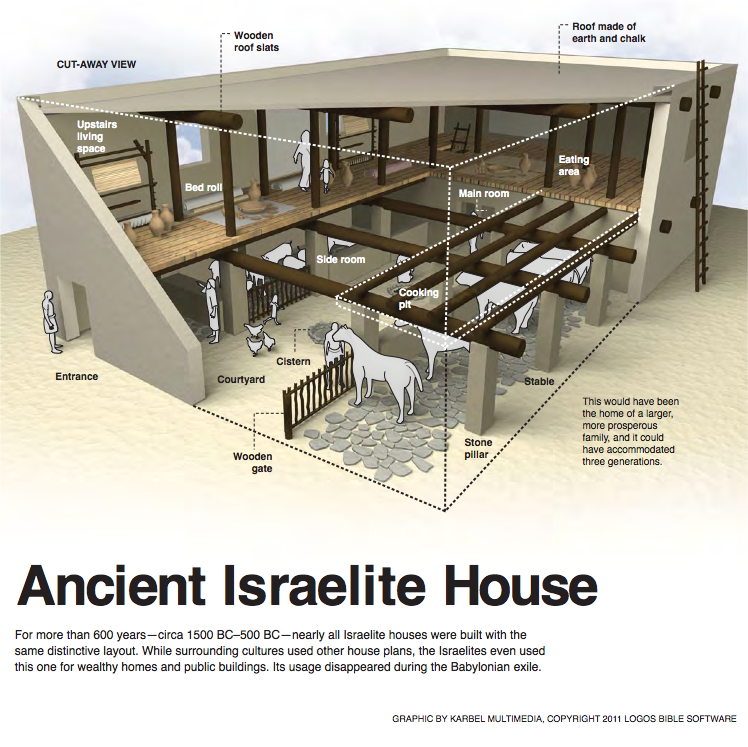 Wooden
roof slats
Roof made of
earth and chalk
CUT-AWAY VIEW
Upstairs
living
space
Bed roll
Eating
area
Main room
Side room
Cooking
pit
Cistern
Entrance
Courtyard
Stable
Wooden
gate
Stone
pillar
This would have been
the home of a larger,
more prosperous
family, and it could
have accommodated
three generations.
Ancient Israelite House
For more than 600 years—circa 1500 BC–500 BC—nearly all Israelite houses were built with the
same distinctive layout. While surrounding cultures used other house plans, the Israelites even used
this one for wealthy homes and public buildings. Its usage disappeared during the Babylonian exile.
GRAPHIC BY KARBEL MULTIMEDIA, COPYRIGHT 2011 LOGOS BIBLE SOFTWARE